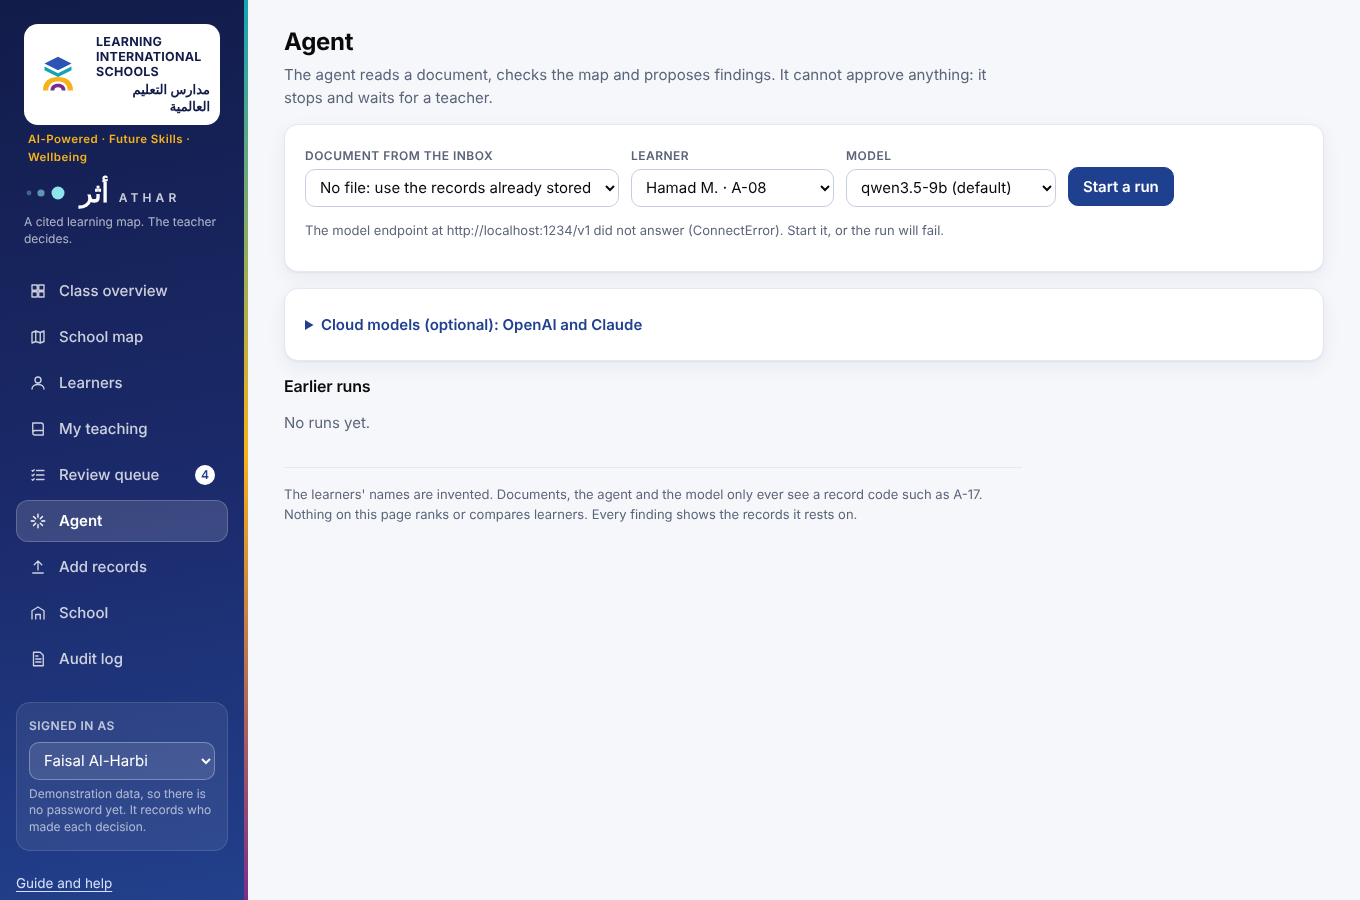 LEARNING
INTERNATIONAL
SCHOOLS
مدارس التعليم
العالمية
AI-Powered · Future Skills ·
Wellbeing
أثر ATHAR
A cited learning map. The teacher
decides.
Class overview
School map
Learners
My teaching
Review queue 4
Agent
Add records
School
Audit log
SIGNED IN AS
Faisal Al-Harbi
Demonstration data, so there is
no password yet. It records who
made each decision.
Guide and help
Agent
The agent reads a document, checks the map and proposes findings. It cannot approve anything: it
stops and waits for a teacher.
DOCUMENT FROM THE INBOX LEARNER MODEL
No file: use the records already stored Hamad M. · A-08 qwen3.5-9b (default) Start a run
The model endpoint at http://localhost:1234/v1 did not answer (ConnectError). Start it, or the run will fail.
Cloud models (optional): OpenAI and Claude
Earlier runs
No runs yet.
The learners' names are invented. Documents, the agent and the model only ever see a record code such as A-17.
Nothing on this page ranks or compares learners. Every finding shows the records it rests on.